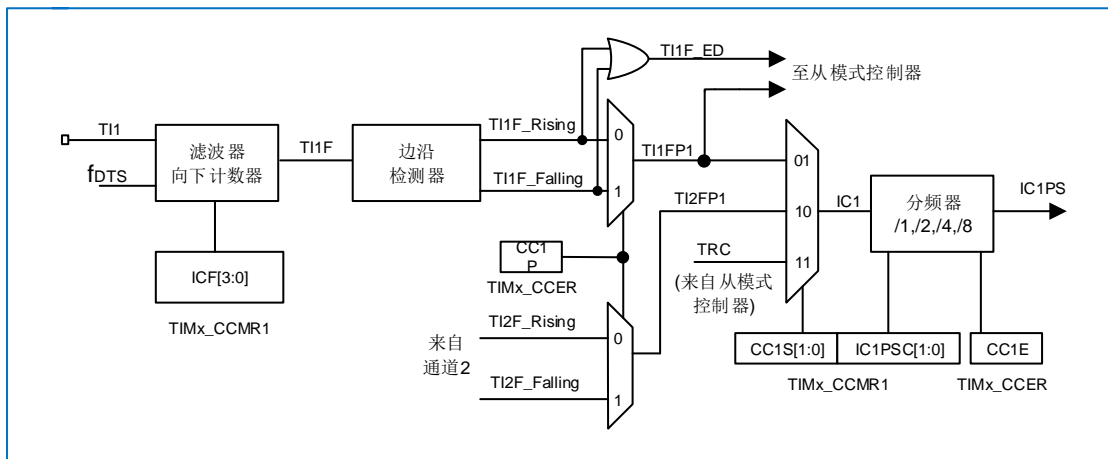 TI1F_ED
至从模式控制器
TI1
fDTS
滤波器
向下计数器
TI1F
边沿
检测器
TI1F_Rising
TI1F_Falling
0
1
TI1FP1
TI2FP1
TRC
(来自从模式
控制器)
01
10
11
IC1
分频器
/1,/2,/4,/8
IC1PS
ICF[3:0]
TIMx_CCMR1
CC1
P
TIMx_CCER
来自
通道2
TI2F_Rising
TI2F_Falling
0
1
CC1S[1:0]
IC1PSC[1:0]
CC1E
TIMx_CCMR1
TIMx_CCER